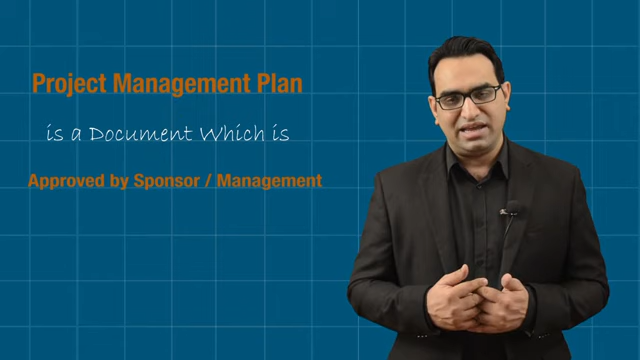 Project Management Plan
is a Document Which is
Approved by Sponsor / Management